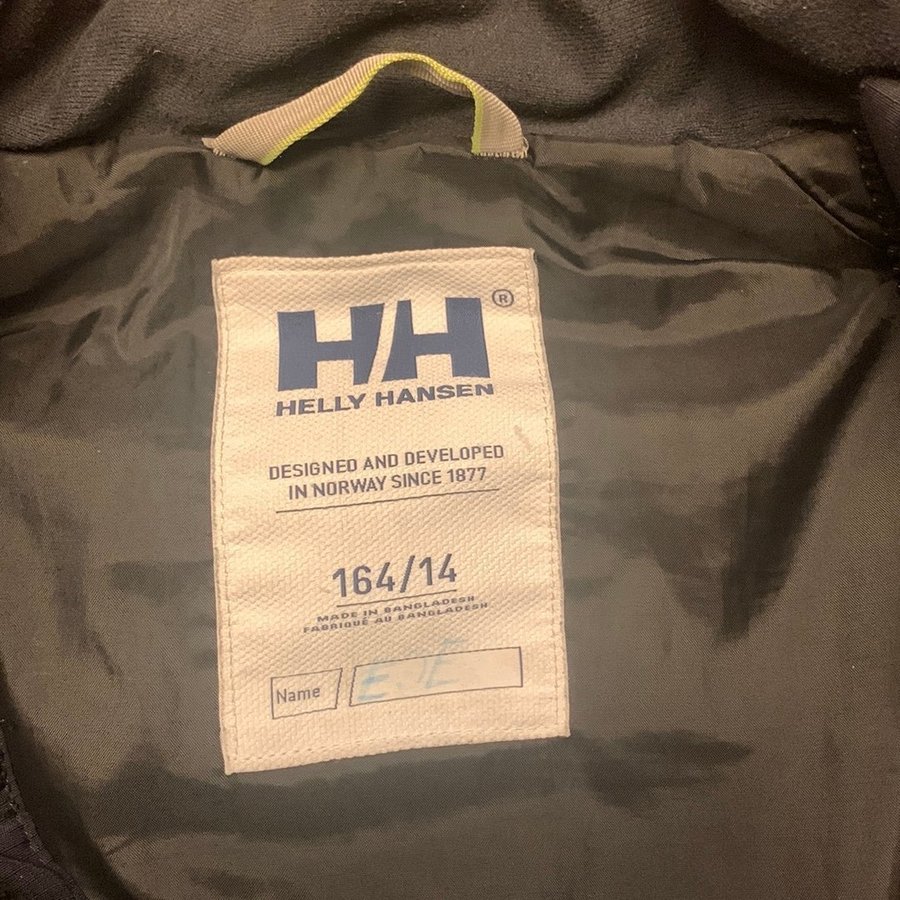 HH®
HELLY HANSEN
DESIGNED AND DEVELOPED
IN NORWAY SINCE 1877
164/14
MADE IN BANGLADESH
FABRIQUÉ AU BANGLADESH
Name EJE